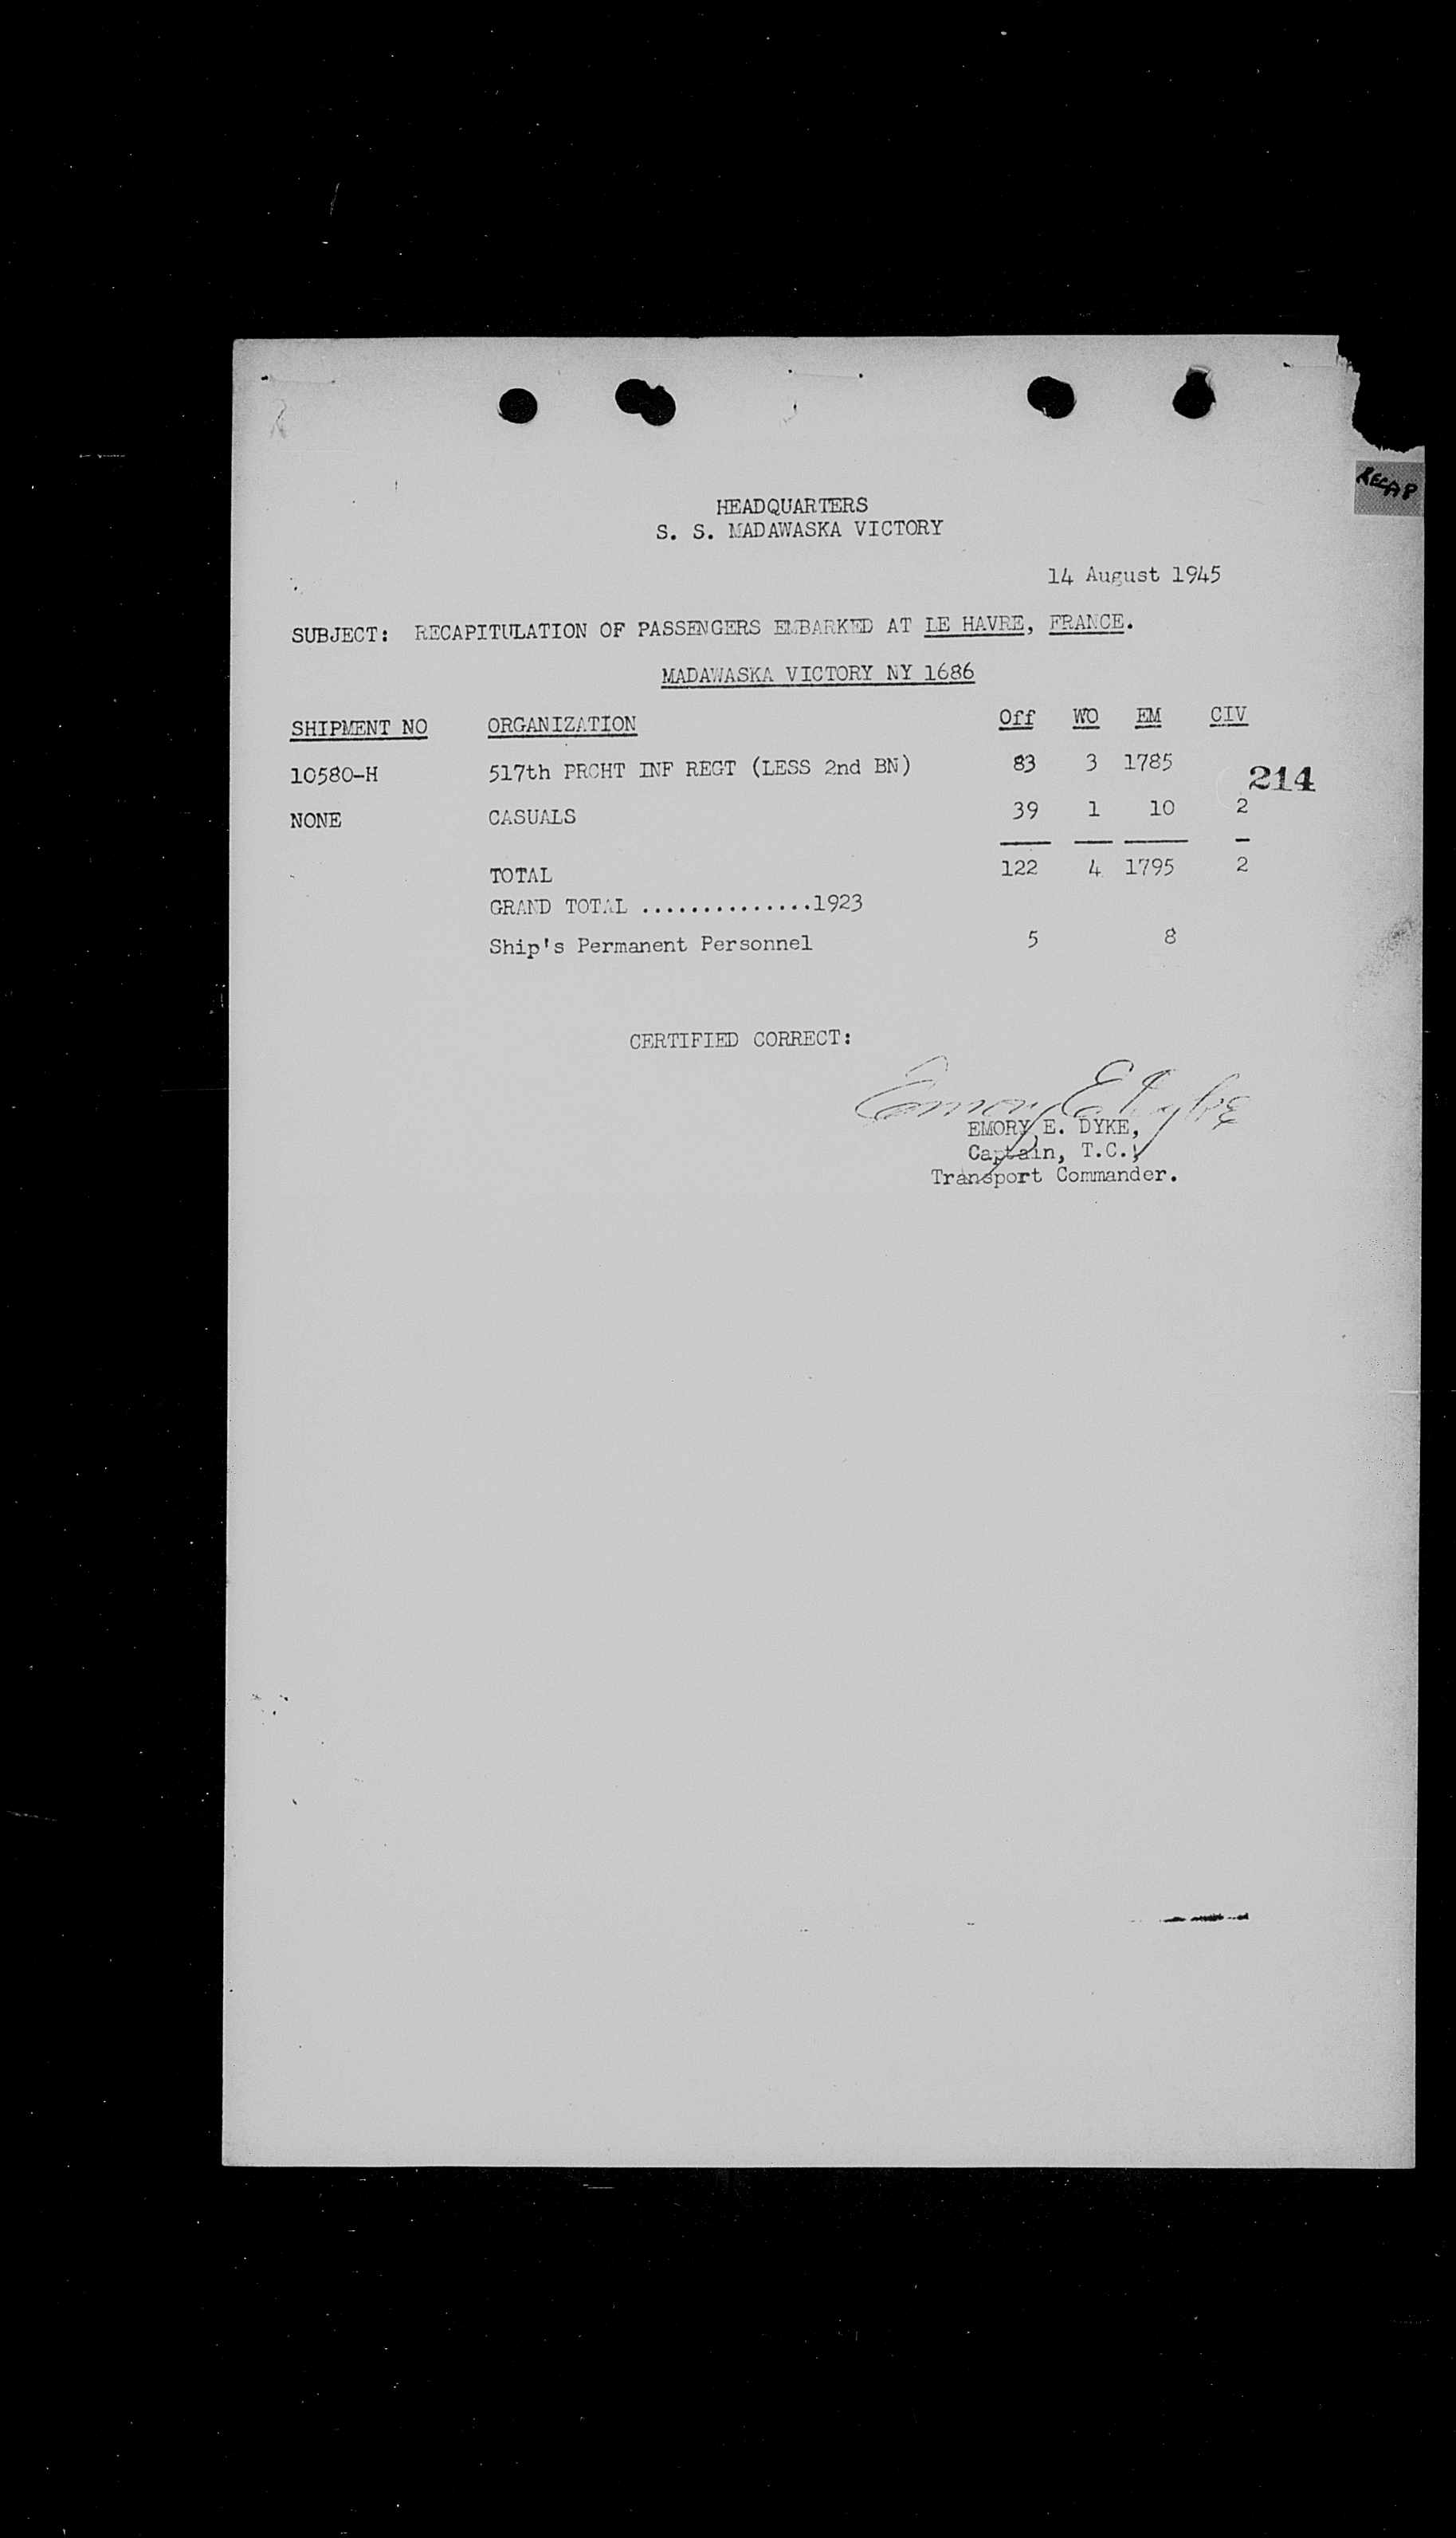 RECAP
HEADQUARTERS
S. S. MADAWASKA VICTORY
14 August 1945
SUBJECT: RECAPITULATION OF PASSENGERS EMBARKED AT LE HAVRE, FRANCE.
MADAWASKA VICTORY NY 1686
SHIPMENT NO ORGANIZATION Off WO EM CIV
10580-H 517th PRCHT INF REGT (LESS 2nd BN) 83 3 1785
214
NONE CASUALS 39 1 10 2
TOTAL 122 4 1795 2
GRAND TOTAL ..............1923
Ship's Permanent Personnel 5 8
CERTIFIED CORRECT:
Emory E Dyke
EMORY E. DYKE,
Captain, T.C.,
Transport Commander.